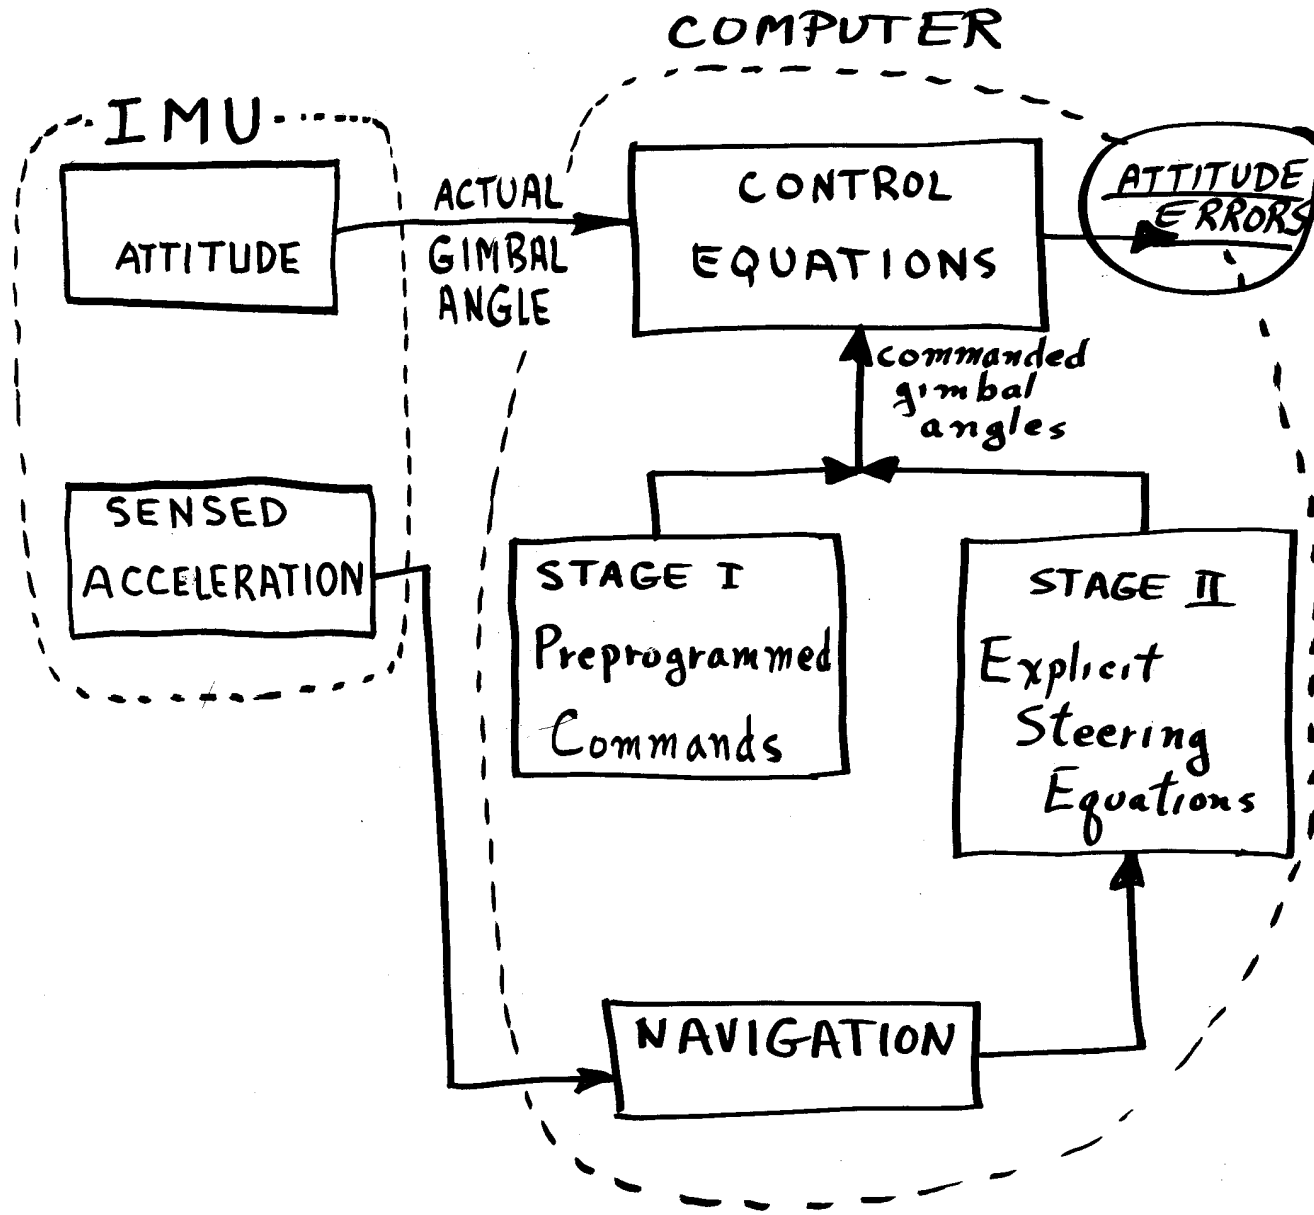 COMPUTER
IMU
ATTITUDE
ACTUAL
GIMBAL
ANGLE
CONTROL
EQUATIONS
ATTITUDE
ERRORS
commanded
gimbal
angles
SENSED
ACCELERATION
STAGE I
Preprogrammed
Commands
STAGE II
Explicit
Steering
Equations
NAVIGATION